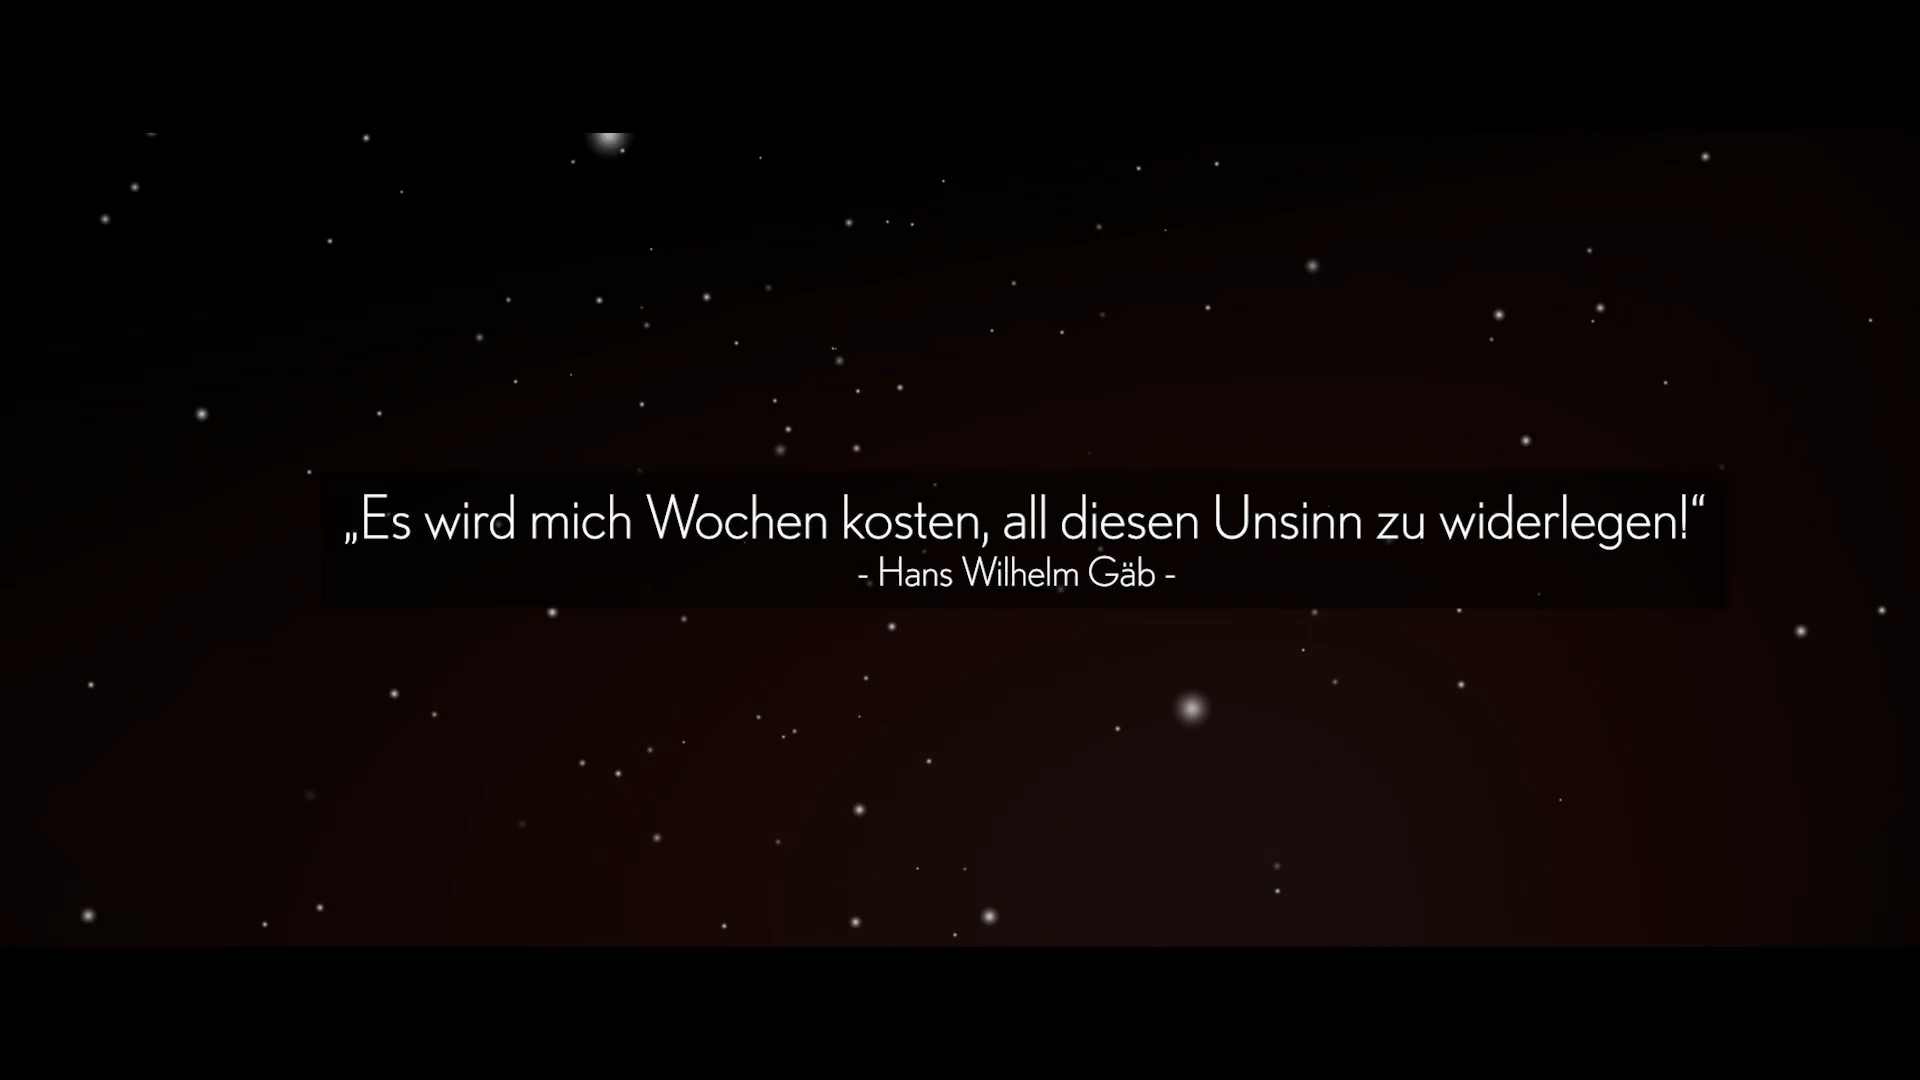 „Es wird mich Wochen kosten, all diesen Unsinn zu widerlegen!“
- Hans Wilhelm Gäb -